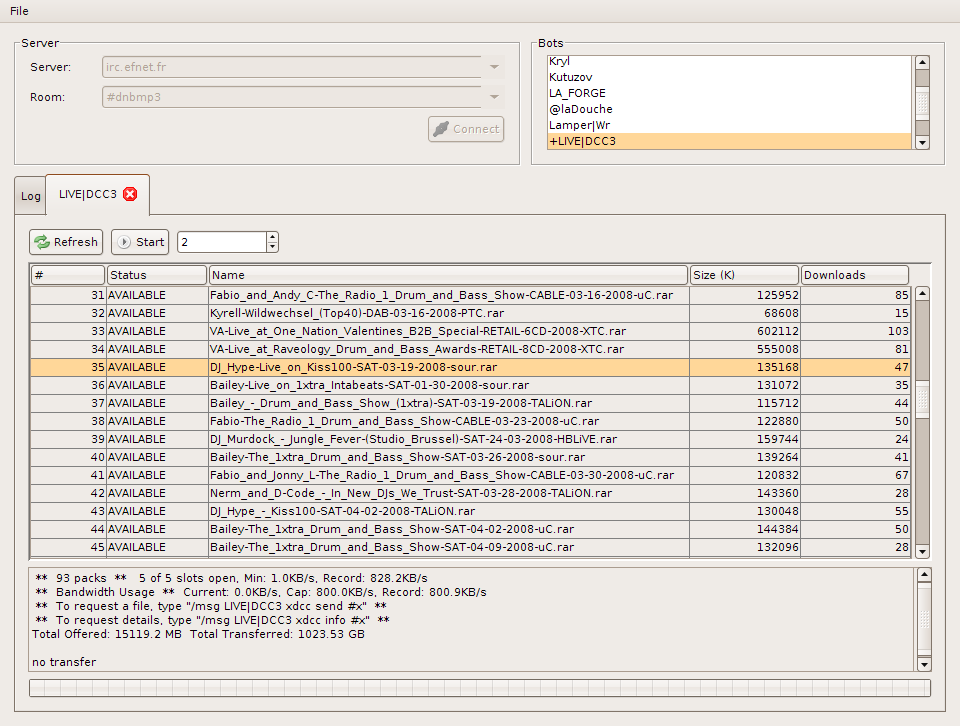 File
Server
Server: irc.efnet.fr
Room: #dnbmp3
Connect
Bots
Kryl
Kutuzov
LA_FORGE
@laDouche
Lamper|Wr
+LIVE|DCC3
Log LIVE|DCC3
Refresh Start 2
# Status Name Size (K) Downloads
31 AVAILABLE Fabio_and_Andy_C-The_Radio_1_Drum_and_Bass_Show-CABLE-03-16-2008-uC.rar 125952 85
32 AVAILABLE Kyrell-Wildwechsel_(Top40)-DAB-03-16-2008-PTC.rar 68608 15
33 AVAILABLE VA-Live_at_One_Nation_Valentines_B2B_Special-RETAIL-6CD-2008-XTC.rar 602112 103
34 AVAILABLE VA-Live_at_Raveology_Drum_and_Bass_Awards-RETAIL-8CD-2008-XTC.rar 555008 81
35 AVAILABLE DJ_Hype-Live_on_Kiss100-SAT-03-19-2008-sour.rar 135168 47
36 AVAILABLE Bailey-Live_on_1xtra_Intabeats-SAT-01-30-2008-sour.rar 131072 35
37 AVAILABLE Bailey_-_Drum_and_Bass_Show_(1xtra)-SAT-03-19-2008-TALiON.rar 115712 44
38 AVAILABLE Fabio-The_Radio_1_Drum_and_Bass_Show-CABLE-03-23-2008-uC.rar 122880 50
39 AVAILABLE DJ_Murdock_-_Jungle_Fever-(Studio_Brussel)-SAT-24-03-2008-HBLiVE.rar 159744 24
40 AVAILABLE Bailey-The_1xtra_Drum_and_Bass_Show-SAT-03-26-2008-sour.rar 139264 41
41 AVAILABLE Fabio_and_Jonny_L-The_Radio_1_Drum_and_Bass_Show-CABLE-03-30-2008-uC.rar 120832 67
42 AVAILABLE Nerm_and_D-Code_-_In_New_DJs_We_Trust-SAT-03-28-2008-TALiON.rar 143360 28
43 AVAILABLE DJ_Hype_-_Kiss100-SAT-04-02-2008-TALiON.rar 130048 55
44 AVAILABLE Bailey-The_1xtra_Drum_and_Bass_Show-SAT-04-02-2008-uC.rar 144384 50
45 AVAILABLE Bailey-The_1xtra_Drum_and_Bass_Show-SAT-04-09-2008-uC.rar 132096 28
** 93 packs ** 5 of 5 slots open, Min: 1.0KB/s, Record: 828.2KB/s
** Bandwidth Usage ** Current: 0.0KB/s, Cap: 800.0KB/s, Record: 800.9KB/s
** To request a file, type "/msg LIVE|DCC3 xdcc send #x" **
** To request details, type "/msg LIVE|DCC3 xdcc info #x" **
Total Offered: 15119.2 MB Total Transferred: 1023.53 GB
no transfer